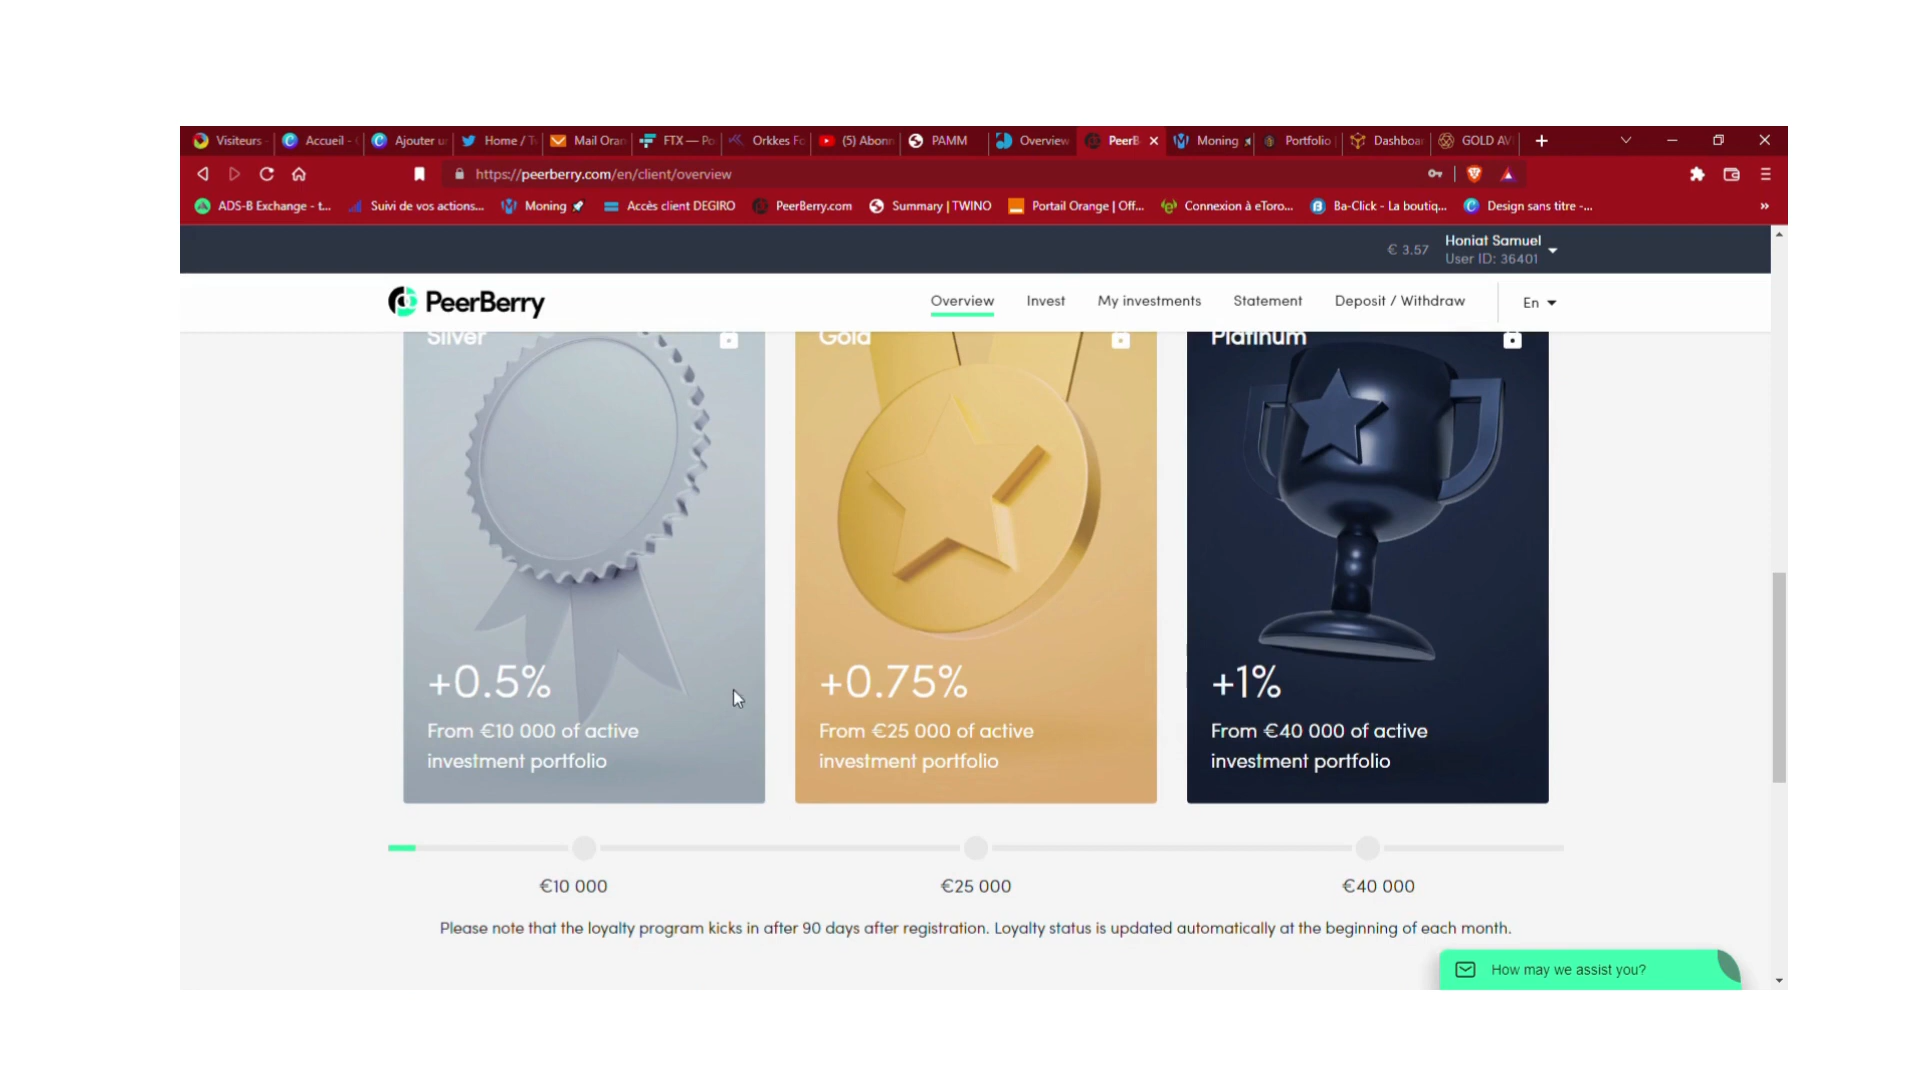 Visiteurs Accueil - Ajouter u Home / T Mail Oran FTX — Po Orkkes Fo (5) Abonn PAMM Overview PeerB Moning Portfolio Dashboa GOLD AV
https://peerberry.com/en/client/overview
ADS-B Exchange - t... Suivi de vos actions... Moning Accès client DEGIRO PeerBerry.com Summary | TWINO Portail Orange | Off... Connexion à eToro... Ba-Click - La boutiq... Design sans titre -...
€ 3.57 Honiat Samuel
User ID: 36401
PeerBerry Overview Invest My investments Statement Deposit / Withdraw En
Silver Gold Platinum
+0.5% +0.75% +1%
From €10 000 of active From €25 000 of active From €40 000 of active
investment portfolio investment portfolio investment portfolio
€10 000 €25 000 €40 000
Please note that the loyalty program kicks in after 90 days after registration. Loyalty status is updated automatically at the beginning of each month.
How may we assist you?